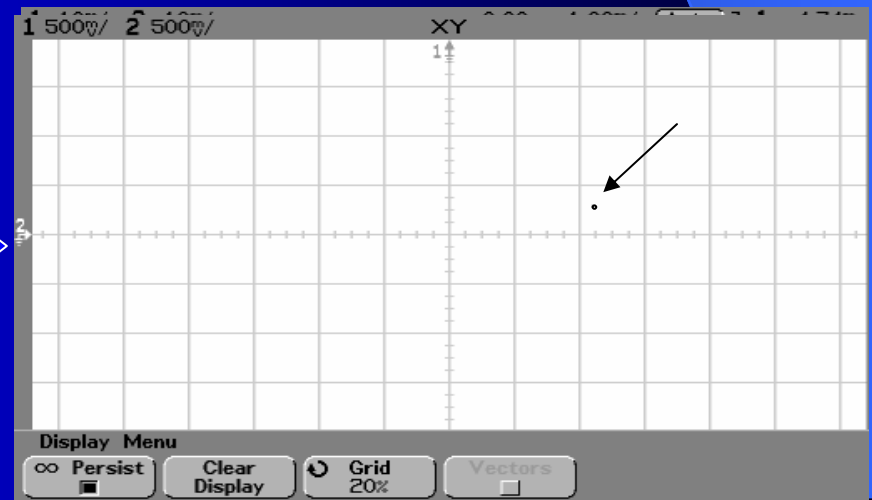 1 500mV/ 2 500mV/ XY
1
2
Display Menu
∞ Persist
Clear
Display
Grid
20%
Vectors